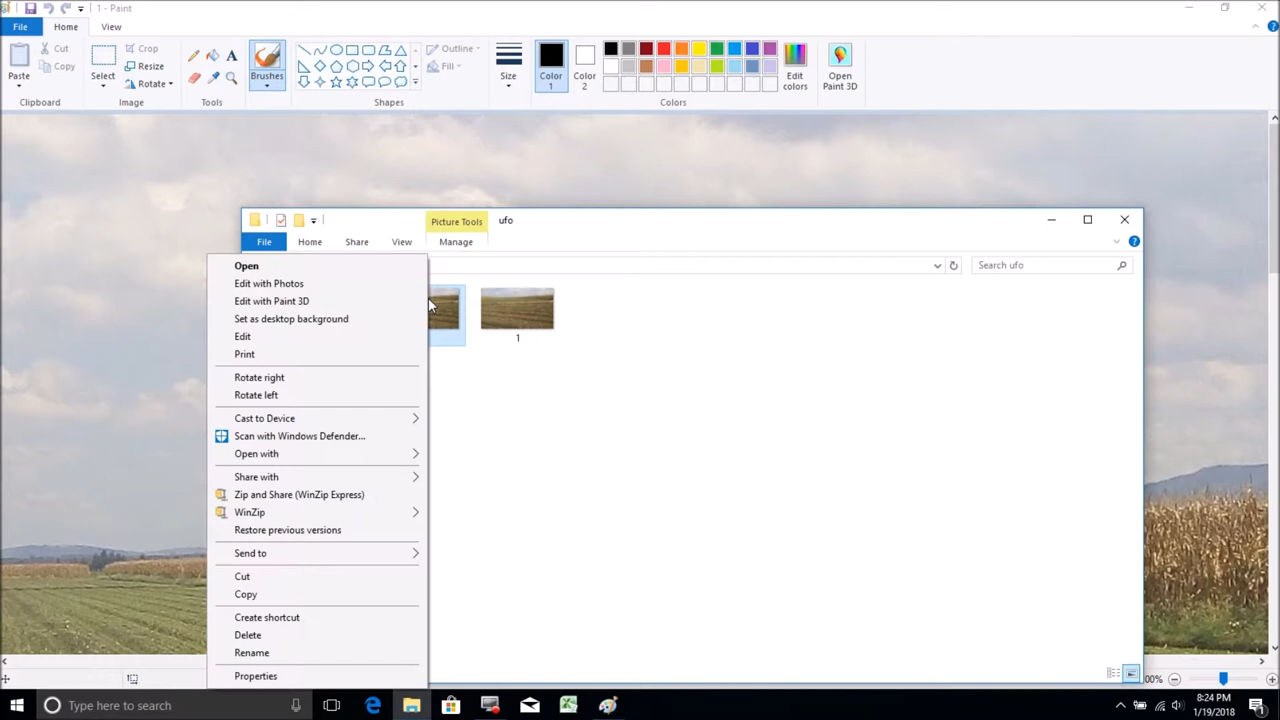 1 - Paint
File
Home
View
Paste
Cut
Copy
Clipboard
Select
Crop
Resize
Rotate
Image
Tools
Brushes
Shapes
Outline
Fill
Size
Color
1
Color
2
Colors
Edit
colors
Open
Paint 3D
Picture Tools
ufo
File
Home
Share
View
Manage
Search ufo
1
Open
Edit with Photos
Edit with Paint 3D
Set as desktop background
Edit
Print
Rotate right
Rotate left
Cast to Device
Scan with Windows Defender...
Open with
Share with
Zip and Share (WinZip Express)
WinZip
Restore previous versions
Send to
Cut
Copy
Create shortcut
Delete
Rename
Properties
00%
Type here to search
8:24 PM
1/19/2018